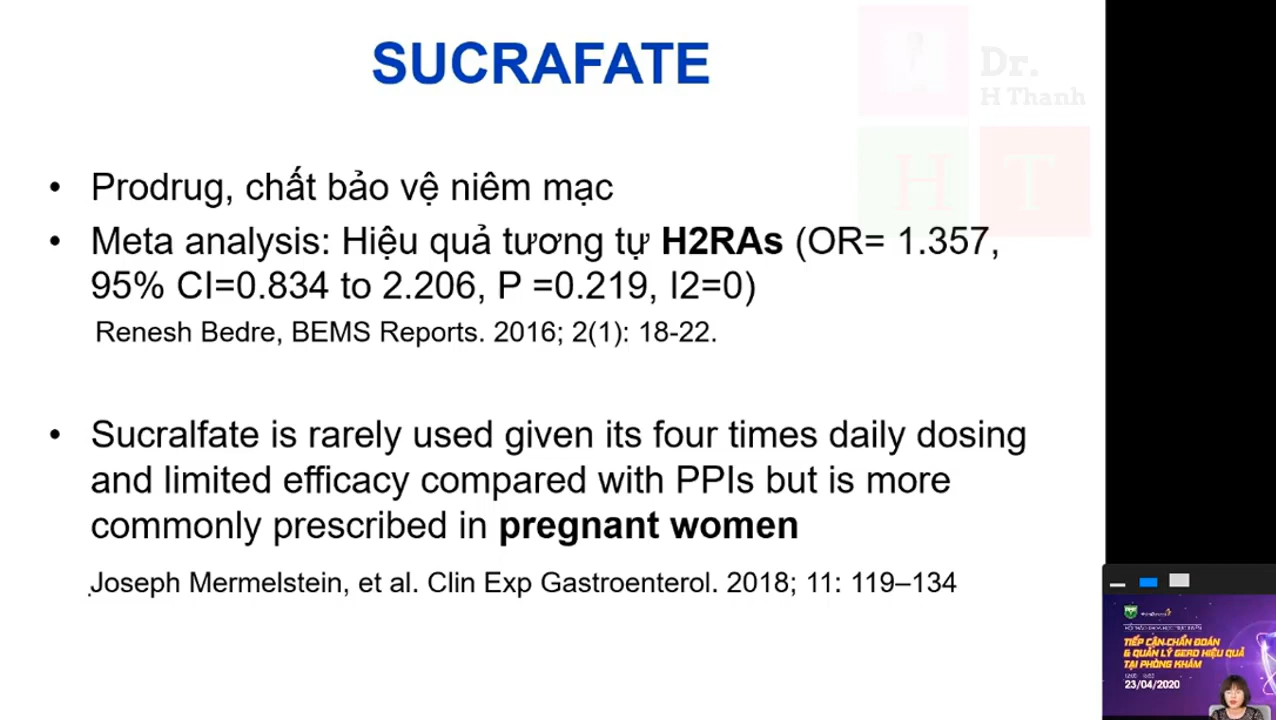 SUCRAFATE
Dr.
H Thanh
H T
• Prodrug, chất bảo vệ niêm mạc
• Meta analysis: Hiệu quả tương tự H2RAs (OR= 1.357,
95% CI=0.834 to 2.206, P =0.219, I2=0)
Renesh Bedre, BEMS Reports. 2016; 2(1): 18-22.
• Sucralfate is rarely used given its four times daily dosing
and limited efficacy compared with PPIs but is more
commonly prescribed in pregnant women
Joseph Mermelstein, et al. Clin Exp Gastroenterol. 2018; 11: 119–134
TIẾP CẬN CHẨN ĐOÁN
& QUẢN LÝ GERD HIỆU QUẢ
TẠI PHÒNG KHÁM
23/04/2020